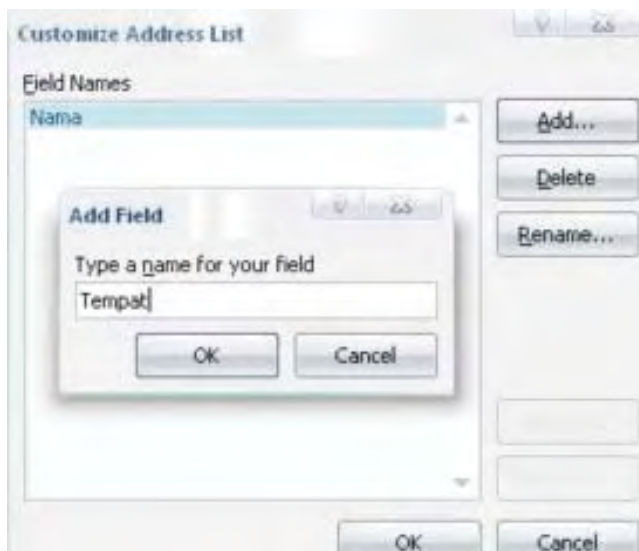 Customize Address List
Field Names
Nama
Add...
Delete
Rename...
Add Field
Type a name for your field
Tempat
OK
Cancel
OK
Cancel